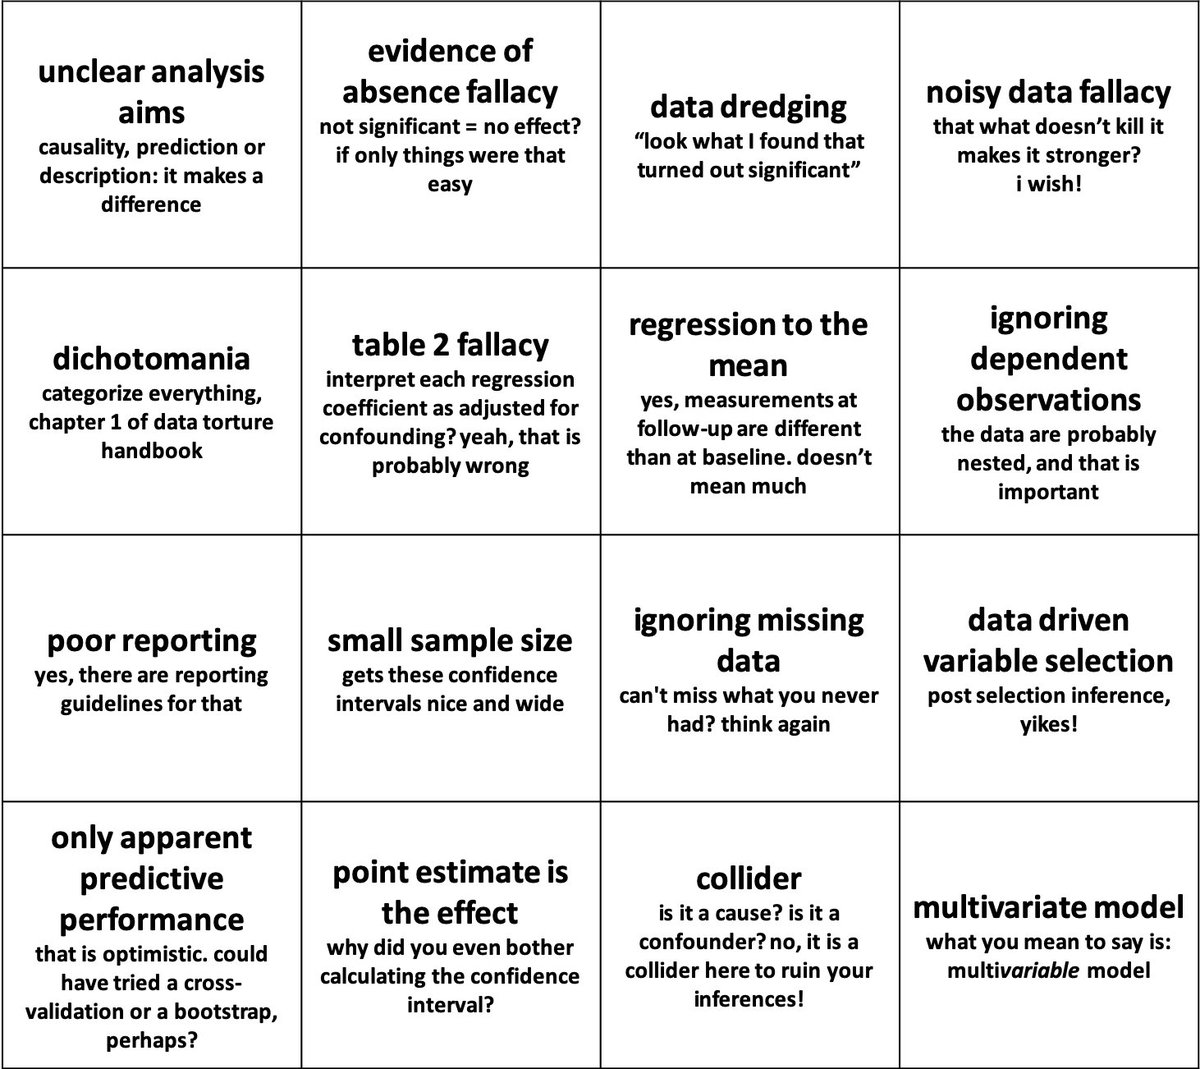 unclear analysis
aims
causality, prediction or
description: it makes a
difference
evidence of
absence fallacy
not significant = no effect?
if only things were that
easy
data dredging
“look what I found that
turned out significant”
noisy data fallacy
that what doesn’t kill it
makes it stronger?
i wish!
dichotomania
categorize everything,
chapter 1 of data torture
handbook
table 2 fallacy
interpret each regression
coefficient as adjusted for
confounding? yeah, that is
probably wrong
regression to the
mean
yes, measurements at
follow-up are different
than at baseline. doesn’t
mean much
ignoring
dependent
observations
the data are probably
nested, and that is
important
poor reporting
yes, there are reporting
guidelines for that
small sample size
gets these confidence
intervals nice and wide
ignoring missing
data
can't miss what you never
had? think again
data driven
variable selection
post selection inference,
yikes!
only apparent
predictive
performance
that is optimistic. could
have tried a cross-
validation or a bootstrap,
perhaps?
point estimate is
the effect
why did you even bother
calculating the confidence
interval?
collider
is it a cause? is it a
confounder? no, it is a
collider here to ruin your
inferences!
multivariate model
what you mean to say is:
multivariable model